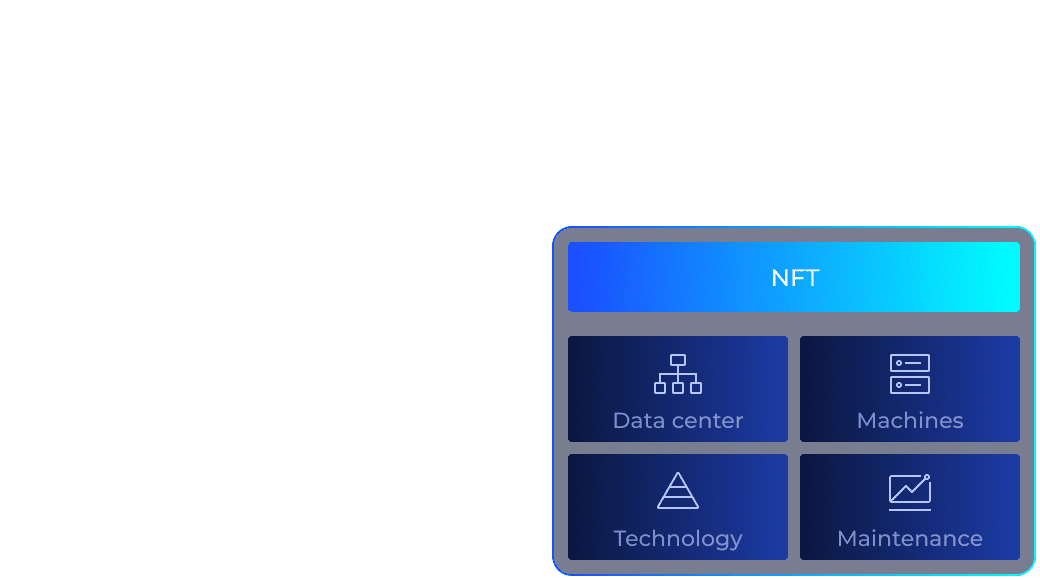 NFT
Data center
Machines
Technology
Maintenance